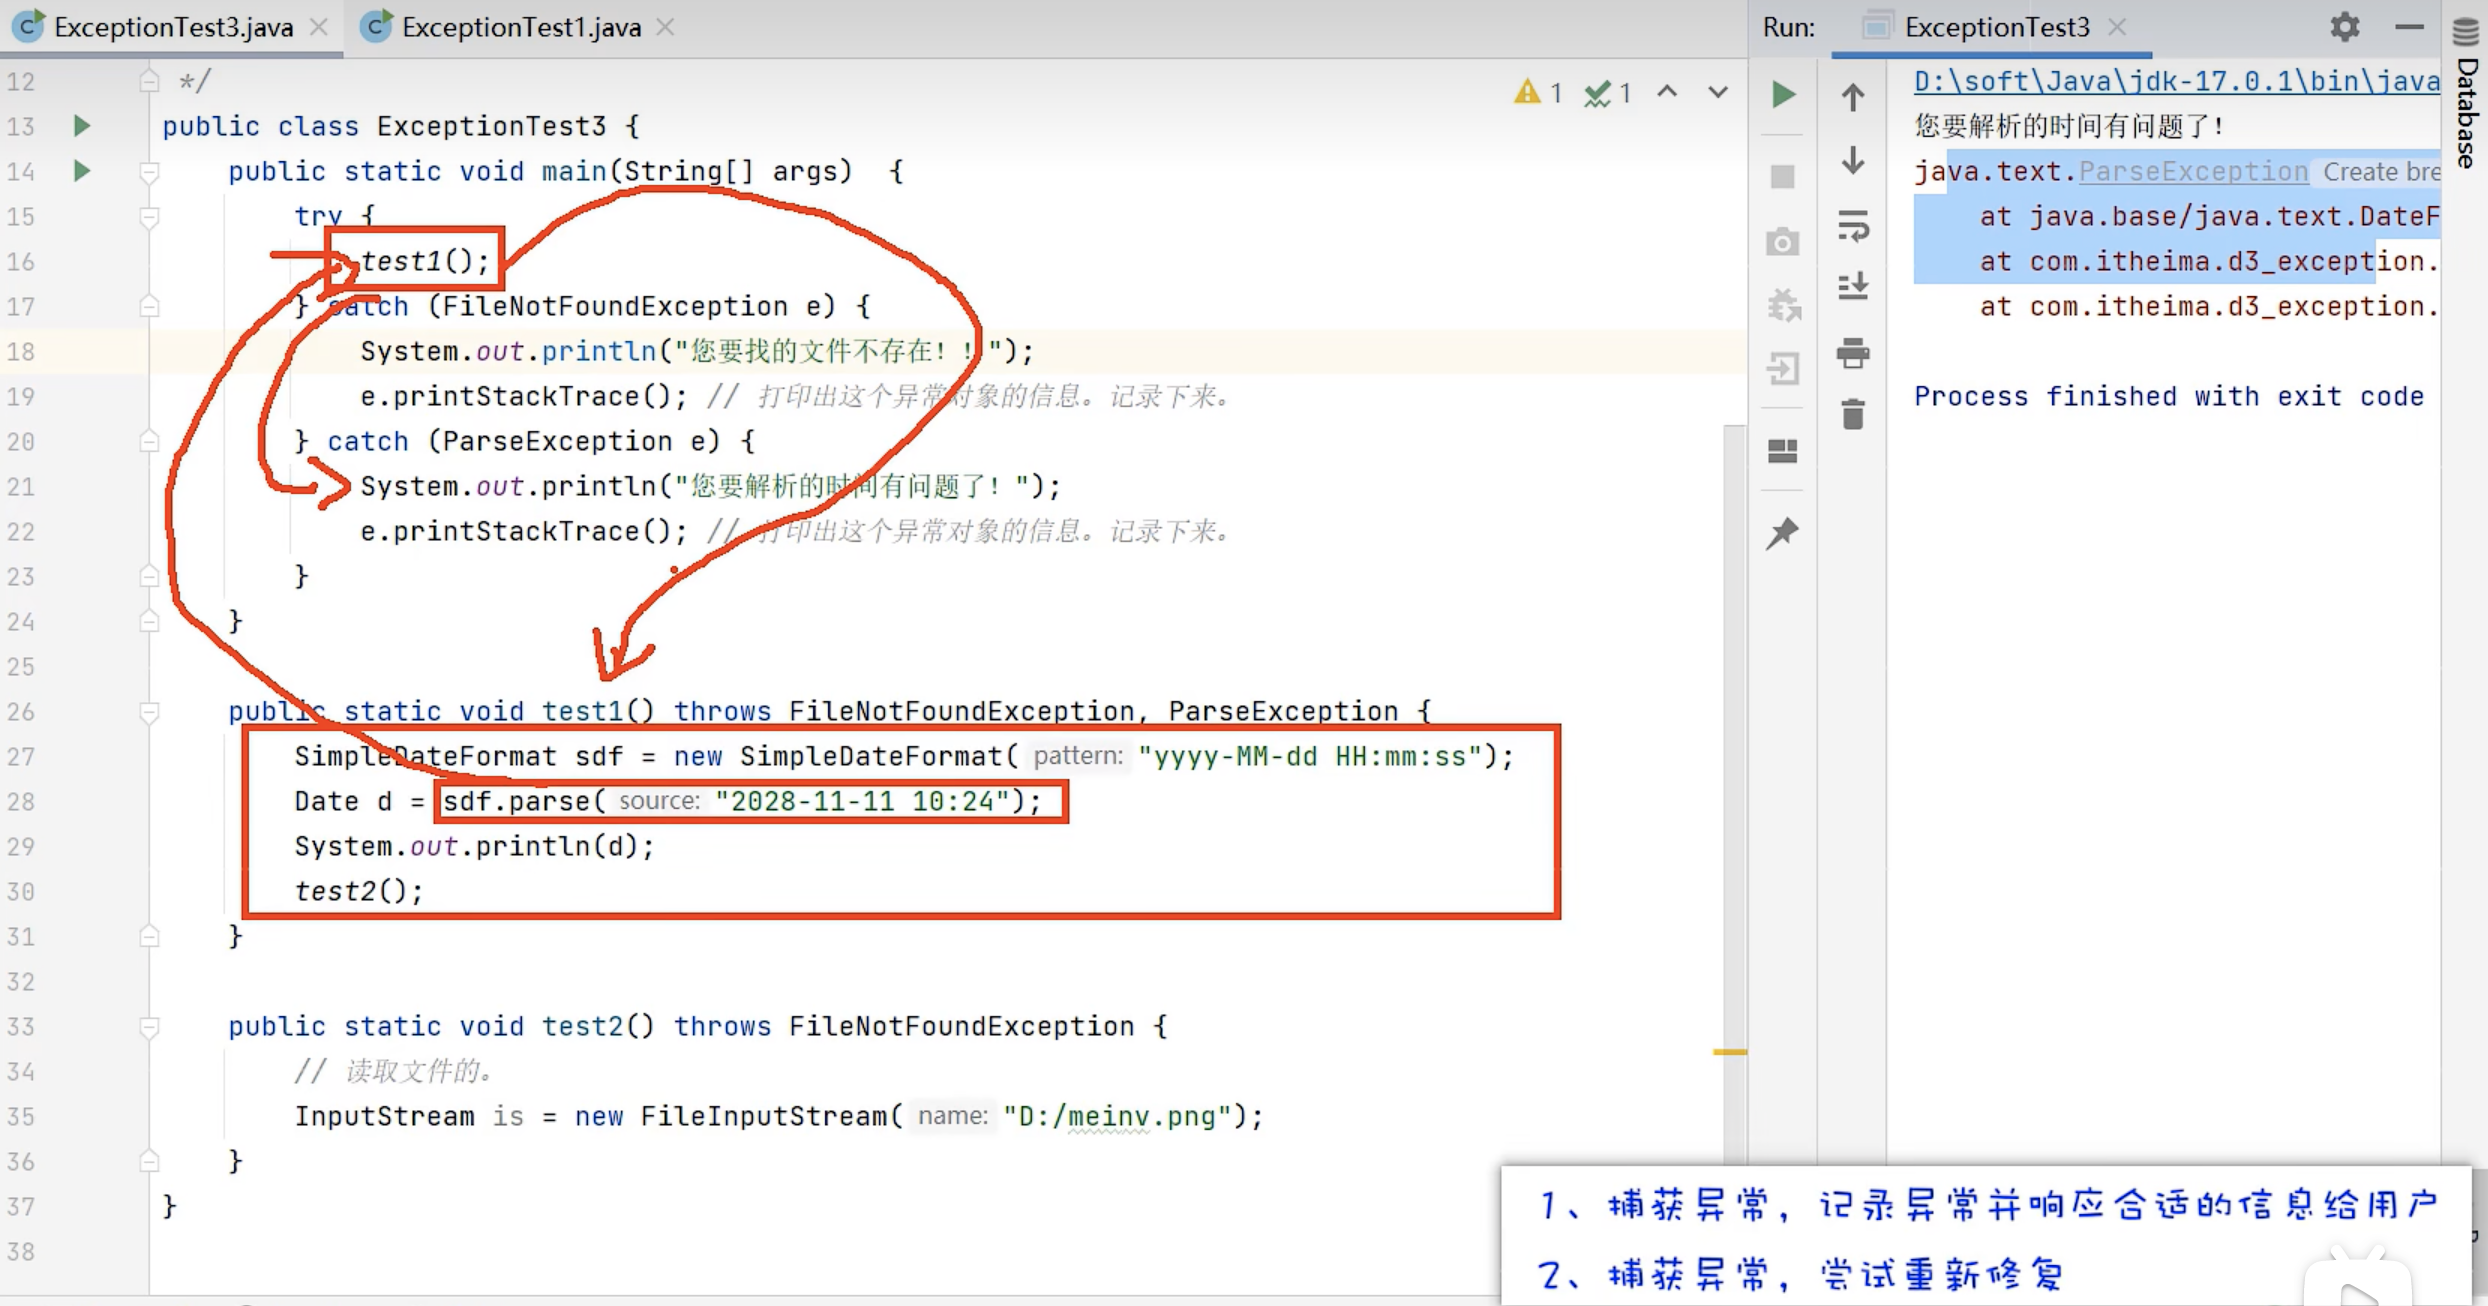 ExceptionTest3.java
ExceptionTest1.java
12 */
13 public class ExceptionTest3 {
14 public static void main(String[] args) {
15 try {
16 test1();
17 } catch (FileNotFoundException e) {
18 System.out.println("您要找的文件不存在！！");
19 e.printStackTrace(); // 打印出这个异常对象的信息。记录下来。
20 } catch (ParseException e) {
21 System.out.println("您要解析的时间有问题了！");
22 e.printStackTrace(); // 打印出这个异常对象的信息。记录下来。
23 }
24 }
25
26 public static void test1() throws FileNotFoundException, ParseException {
27 SimpleDateFormat sdf = new SimpleDateFormat( pattern: "yyyy-MM-dd HH:mm:ss");
28 Date d = sdf.parse( source: "2028-11-11 10:24");
29 System.out.println(d);
30 test2();
31 }
32
33 public static void test2() throws FileNotFoundException {
34 // 读取文件的。
35 InputStream is = new FileInputStream( name: "D:/meinv.png");
36 }
37 }
38
1 1
Run: ExceptionTest3
D:\soft\Java\jdk-17.0.1\bin\java
您要解析的时间有问题了！
java.text.ParseException Create bre
at java.base/java.text.DateF
at com.itheima.d3_exception.
at com.itheima.d3_exception.
Process finished with exit code
Database
1、捕获异常，记录异常并响应合适的信息给用户
2、捕获异常，尝试重新修复